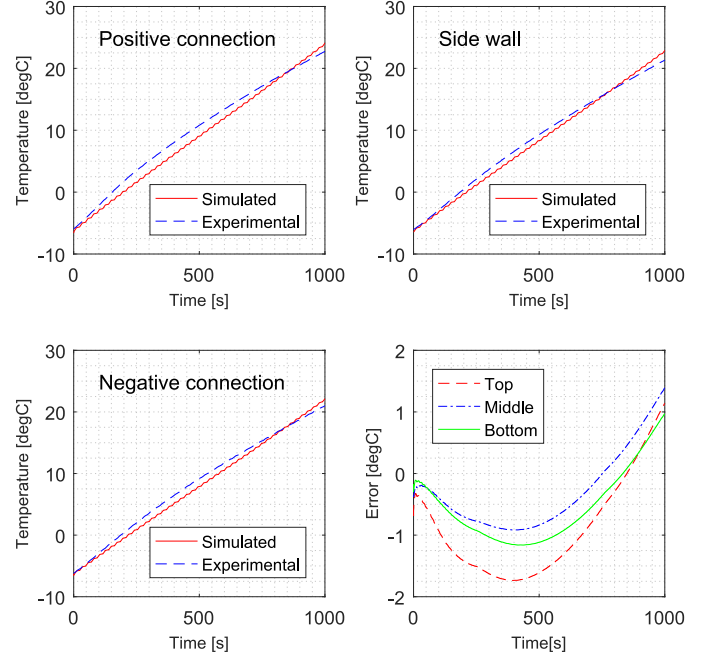 30
20
10
0
-10
0
500
1000
Temperature [degC]
Time [s]
Positive connection
Simulated
Experimental
30
20
10
0
-10
0
500
1000
Temperature [degC]
Time [s]
Side wall
Simulated
Experimental
30
20
10
0
-10
0
500
1000
Temperature [degC]
Time [s]
Negative connection
Simulated
Experimental
2
1
0
-1
-2
0
500
1000
Error [degC]
Time[s]
Top
Middle
Bottom